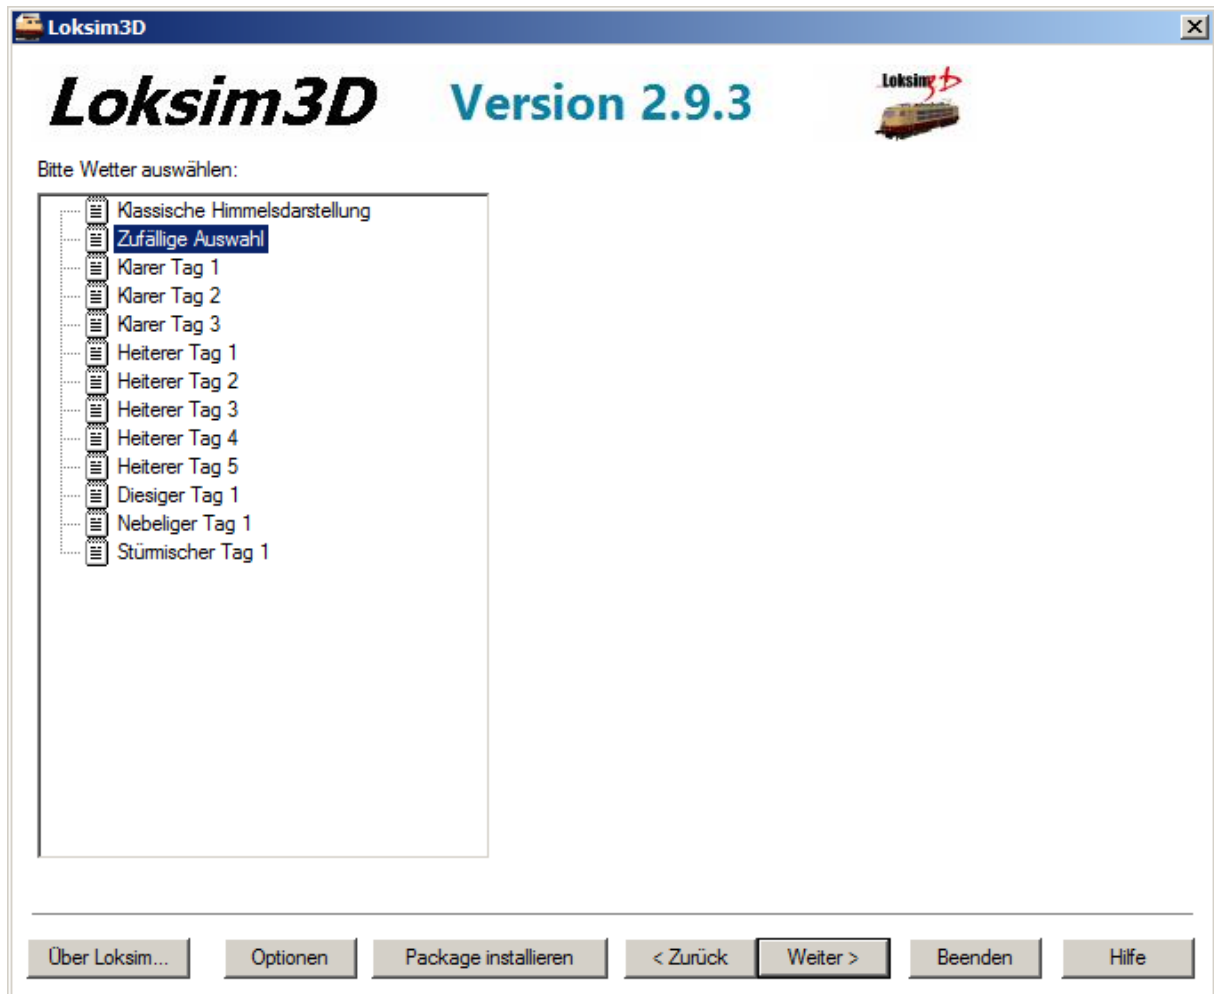 Loksim3D
Loksim3D Version 2.9.3 Loksim3D
Bitte Wetter auswählen:
Klassische Himmelsdarstellung
Zufällige Auswahl
Klarer Tag 1
Klarer Tag 2
Klarer Tag 3
Heiterer Tag 1
Heiterer Tag 2
Heiterer Tag 3
Heiterer Tag 4
Heiterer Tag 5
Diesiger Tag 1
Nebeliger Tag 1
Stürmischer Tag 1
Über Loksim... Optionen Package installieren < Zurück Weiter > Beenden Hilfe